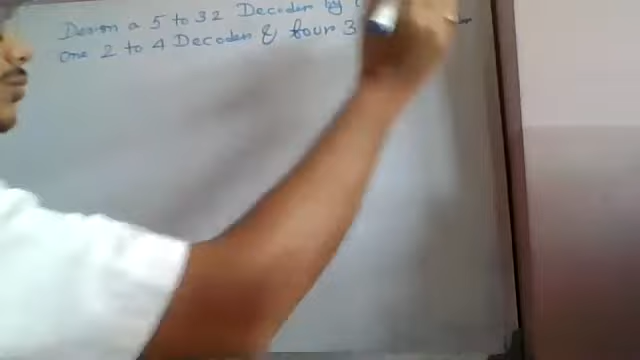 Design a 5 to 32 Decoder by
one 2 to 4 Decoder & four 3